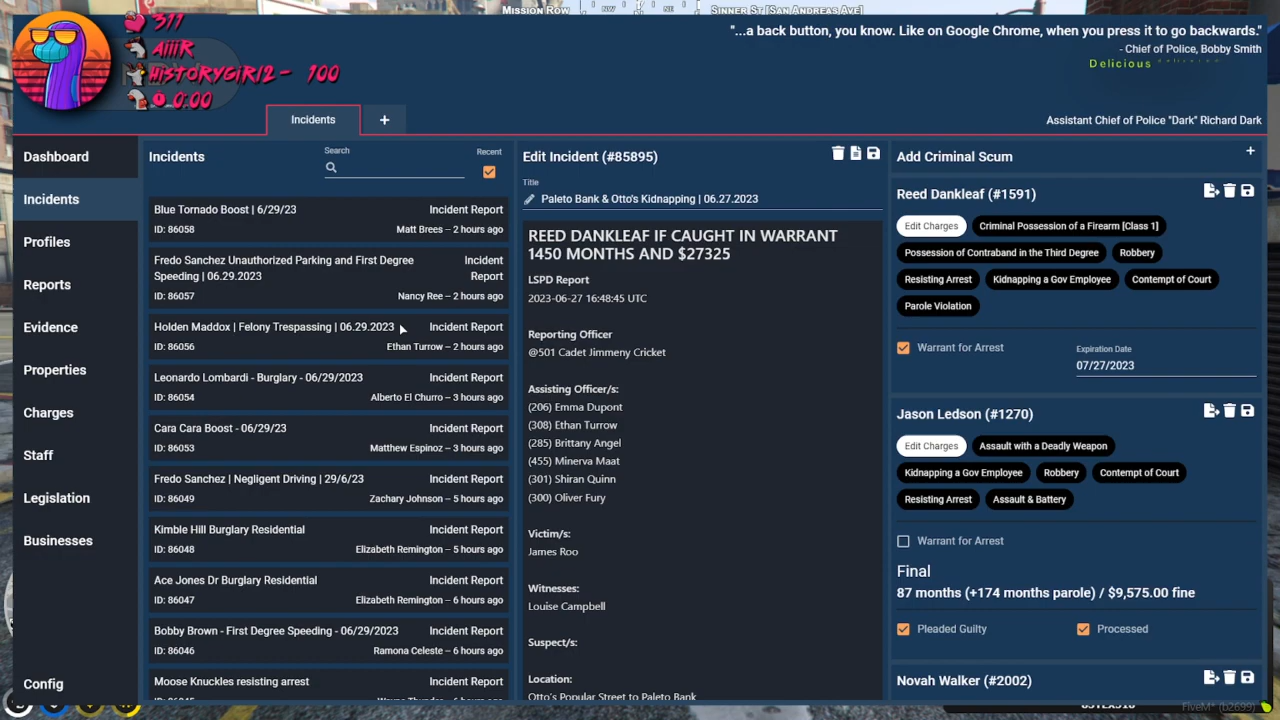 Mission Row
NW
NE
Sinner St [San Andreas Ave]
311
AiiiR
HISTORYGIRl2 - 100
0:00
"...a back button, you know. Like on Google Chrome, when you press it to go backwards."
- Chief of Police, Bobby Smith
Delicious
Assistant Chief of Police "Dark" Richard Dark
Incidents
+
Dashboard
Incidents
Profiles
Reports
Evidence
Properties
Charges
Staff
Legislation
Businesses
Config
Incidents
Search
Recent
Blue Tornado Boost | 6/29/23
Incident Report
ID: 86058
Matt Brees – 2 hours ago
Fredo Sanchez Unauthorized Parking and First Degree
Speeding | 06.29.2023
Incident
Report
ID: 86057
Nancy Ree – 2 hours ago
Holden Maddox | Felony Trespassing | 06.29.2023
Incident Report
ID: 86056
Ethan Turrow – 2 hours ago
Leonardo Lombardi - Burglary - 06/29/2023
Incident Report
ID: 86054
Alberto El Churro – 3 hours ago
Cara Cara Boost - 06/29/23
Incident Report
ID: 86053
Matthew Espinoz – 3 hours ago
Fredo Sanchez | Negligent Driving | 29/6/23
Incident Report
ID: 86049
Zachary Johnson – 5 hours ago
Kimble Hill Burglary Residential
Incident Report
ID: 86048
Elizabeth Remington – 5 hours ago
Ace Jones Dr Burglary Residential
Incident Report
ID: 86047
Elizabeth Remington – 6 hours ago
Bobby Brown - First Degree Speeding - 06/29/2023
Incident Report
ID: 86046
Ramona Celeste – 6 hours ago
Moose Knuckles resisting arrest
Incident Report
Edit Incident (#85895)
Title
Paleto Bank & Otto's Kidnapping | 06.27.2023
REED DANKLEAF IF CAUGHT IN WARRANT
1450 MONTHS AND $27325
LSPD Report
2023-06-27 16:48:45 UTC
Reporting Officer
@501 Cadet Jimmeny Cricket
Assisting Officer/s:
(206) Emma Dupont
(308) Ethan Turrow
(285) Brittany Angel
(455) Minerva Maat
(301) Shiran Quinn
(300) Oliver Fury
Victim/s:
James Roo
Witnesses:
Louise Campbell
Suspect/s:
Location:
Otto's Popular Street to Paleto Bank
Add Criminal Scum
+
Reed Dankleaf (#1591)
Edit Charges
Criminal Possession of a Firearm [Class 1]
Possession of Contraband in the Third Degree
Robbery
Resisting Arrest
Kidnapping a Gov Employee
Contempt of Court
Parole Violation
Warrant for Arrest
Expiration Date
07/27/2023
Jason Ledson (#1270)
Edit Charges
Assault with a Deadly Weapon
Kidnapping a Gov Employee
Robbery
Contempt of Court
Resisting Arrest
Assault & Battery
Warrant for Arrest
Final
87 months (+174 months parole) / $9,575.00 fine
Pleaded Guilty
Processed
Novah Walker (#2002)
FiveM* (b2699)